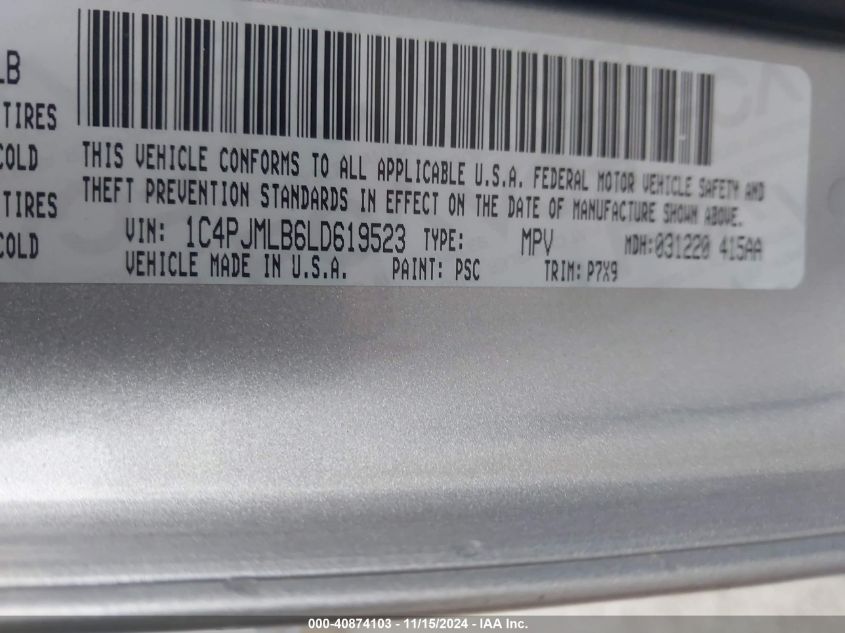 LB
TIRES
COLD
TIRES
COLD
THIS VEHICLE CONFORMS TO ALL APPLICABLE U.S.A. FEDERAL MOTOR VEHICLE SAFETY AND
THEFT PREVENTION STANDARDS IN EFFECT ON THE DATE OF MANUFACTURE SHOWN ABOVE.
VIN: 1C4PJMLB6LD619523 TYPE: MPV MDH: 031220 415AA
VEHICLE MADE IN U.S.A. PAINT: PSC TRIM: P7X9
000-40874103 - 11/15/2024 - IAA Inc.